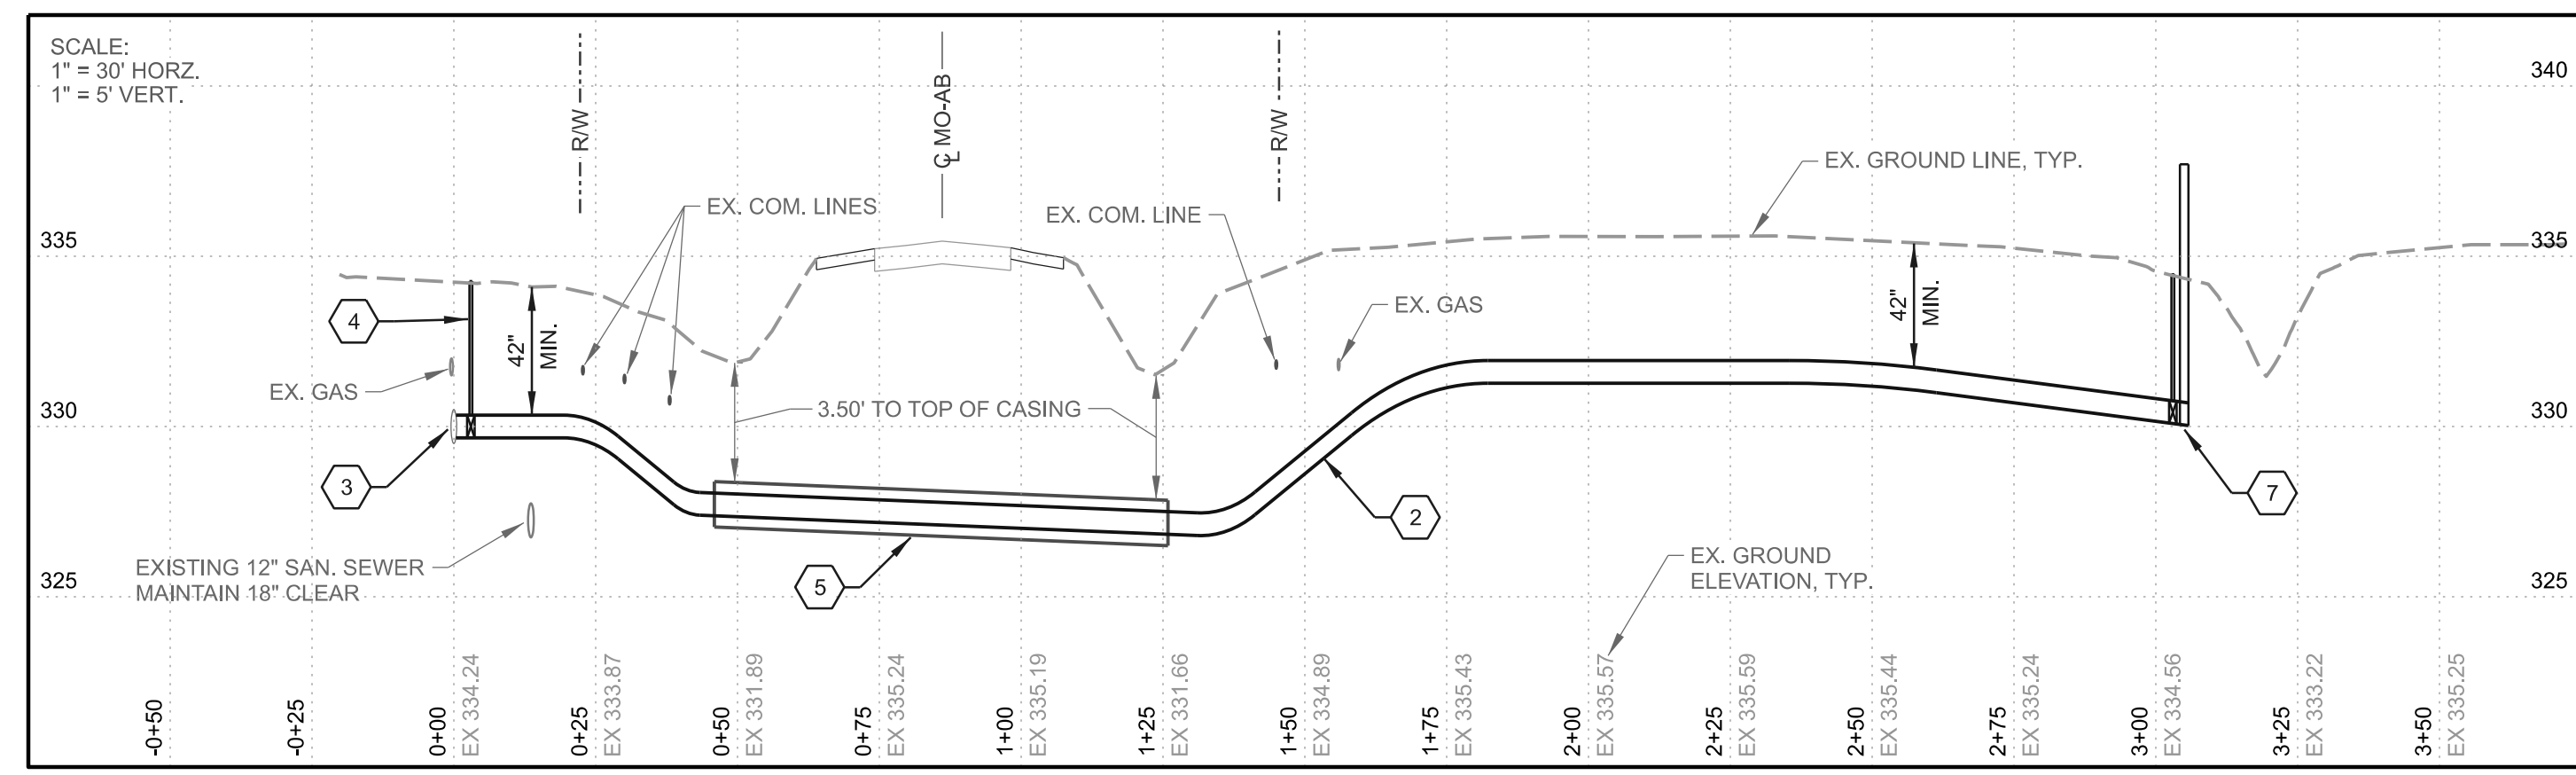 SCALE:
1" = 30' HORZ.
1" = 5' VERT.
R/W
℄ MO-AB
R/W
340
EX. GROUND LINE, TYP.
EX. COM. LINES
EX. COM. LINE
335
335
4
42"
MIN.
EX. GAS
42"
MIN.
EX. GAS
3.50' TO TOP OF CASING
330
330
3
2
7
EXISTING 12" SAN. SEWER
MAINTAIN 18" CLEAR
5
EX. GROUND
ELEVATION, TYP.
325
325
-0+50
-0+25
0+00
EX 334.24
0+25
EX 333.87
0+50
EX 331.89
0+75
EX 335.24
1+00
EX 335.19
1+25
EX 331.66
1+50
EX 334.89
1+75
EX 335.43
2+00
EX 335.57
2+25
EX 335.59
2+50
EX 335.44
2+75
EX 335.24
3+00
EX 334.56
3+25
EX 333.22
3+50
EX 335.25